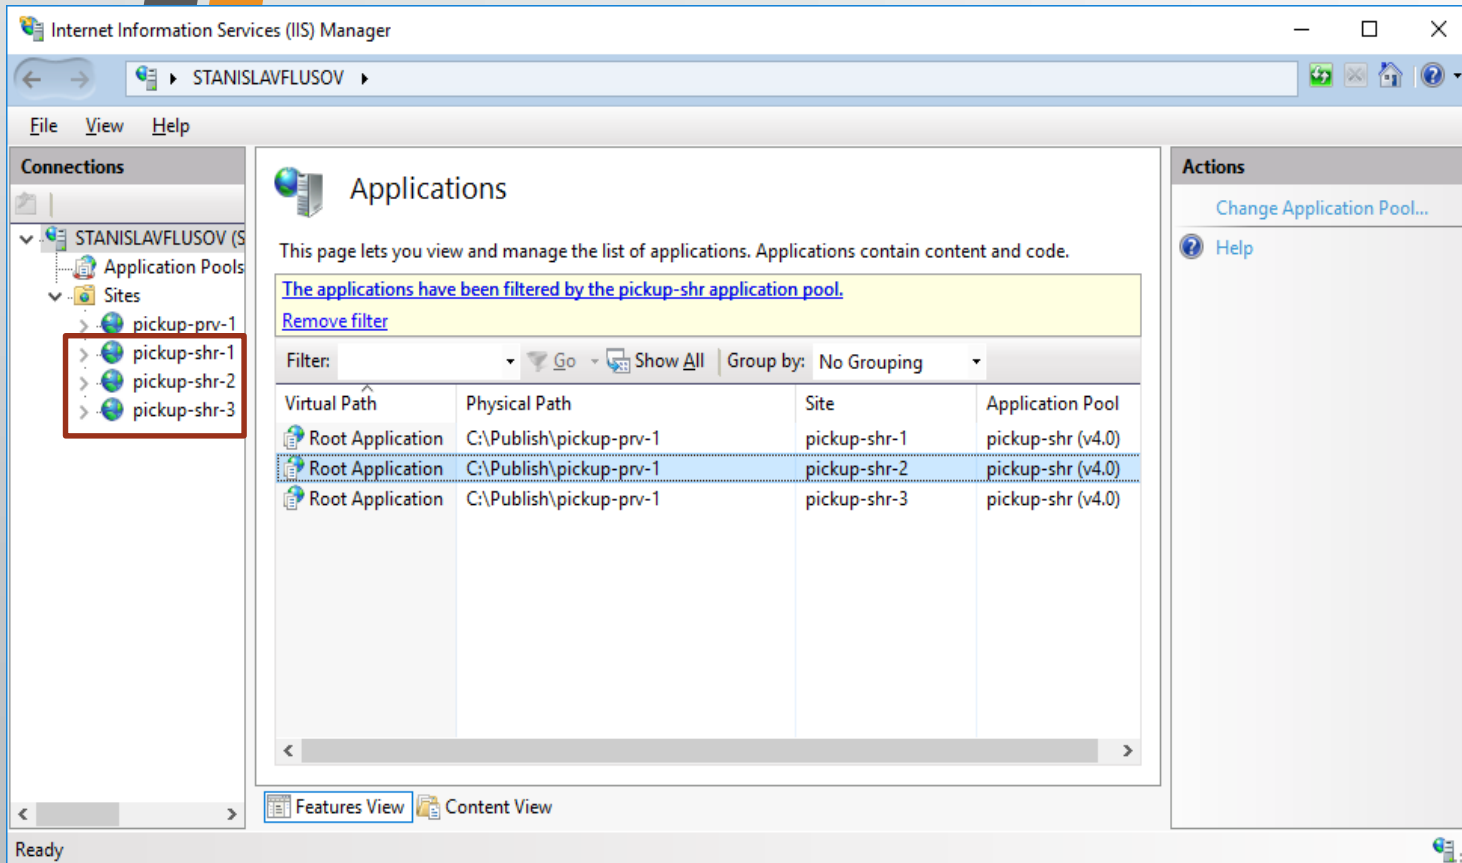 Internet Information Services (IIS) Manager
STANISLAVFLUSOV
File View Help
Connections
STANISLAVFLUSOV (S
Application Pools
Sites
pickup-prv-1
pickup-shr-1
pickup-shr-2
pickup-shr-3
Applications
This page lets you view and manage the list of applications. Applications contain content and code.
The applications have been filtered by the pickup-shr application pool.
Remove filter
Filter: Go Show All Group by: No Grouping
Virtual Path Physical Path Site Application Pool
Root Application C:\Publish\pickup-prv-1 pickup-shr-1 pickup-shr (v4.0)
Root Application C:\Publish\pickup-prv-1 pickup-shr-2 pickup-shr (v4.0)
Root Application C:\Publish\pickup-prv-1 pickup-shr-3 pickup-shr (v4.0)
Features View Content View
Actions
Change Application Pool...
Help
Ready